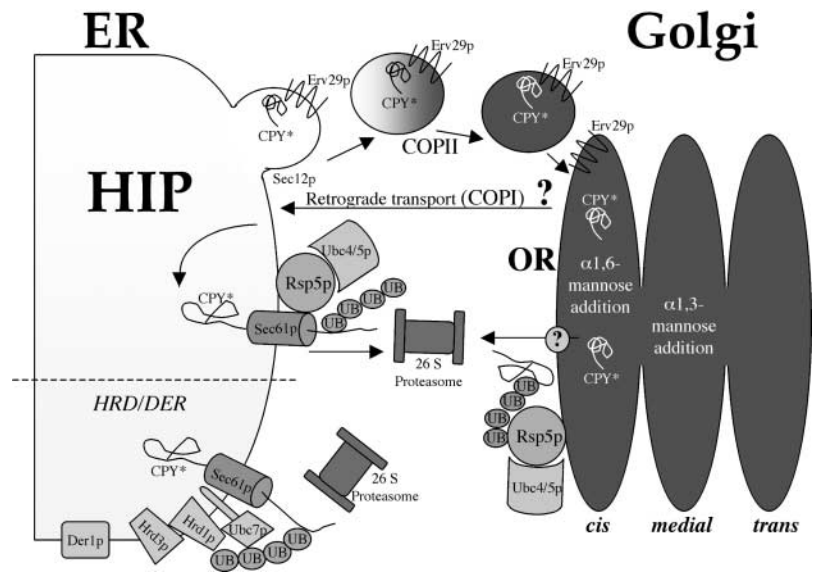 ER
Golgi
Erv29p
CPY*
Erv29p
CPY*
Erv29p
CPY*
COPII
Erv29p
Sec12p
HIP
Retrograde transport (COPI)
?
CPY*
OR
α1,6-
mannose
addition
α1,3-
mannose
addition
Ubc4/5p
Rsp5p
CPY*
Sec61p
UB
UB
UB
UB
26 S
Proteasome
?
CPY*
UB
UB
UB
UB
Rsp5p
Ubc4/5p
HRD/DER
CPY*
Sec61p
26 S
Proteasome
Der1p
Hrd3p
Hrd1p
Ubc7p
UB
UB
UB
UB
cis
medial
trans